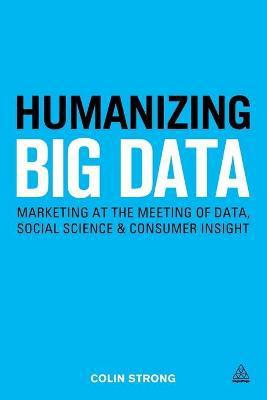 HUMANIZING
BIG DATA
MARKETING AT THE MEETING OF DATA,
SOCIAL SCIENCE & CONSUMER INSIGHT
COLIN STRONG